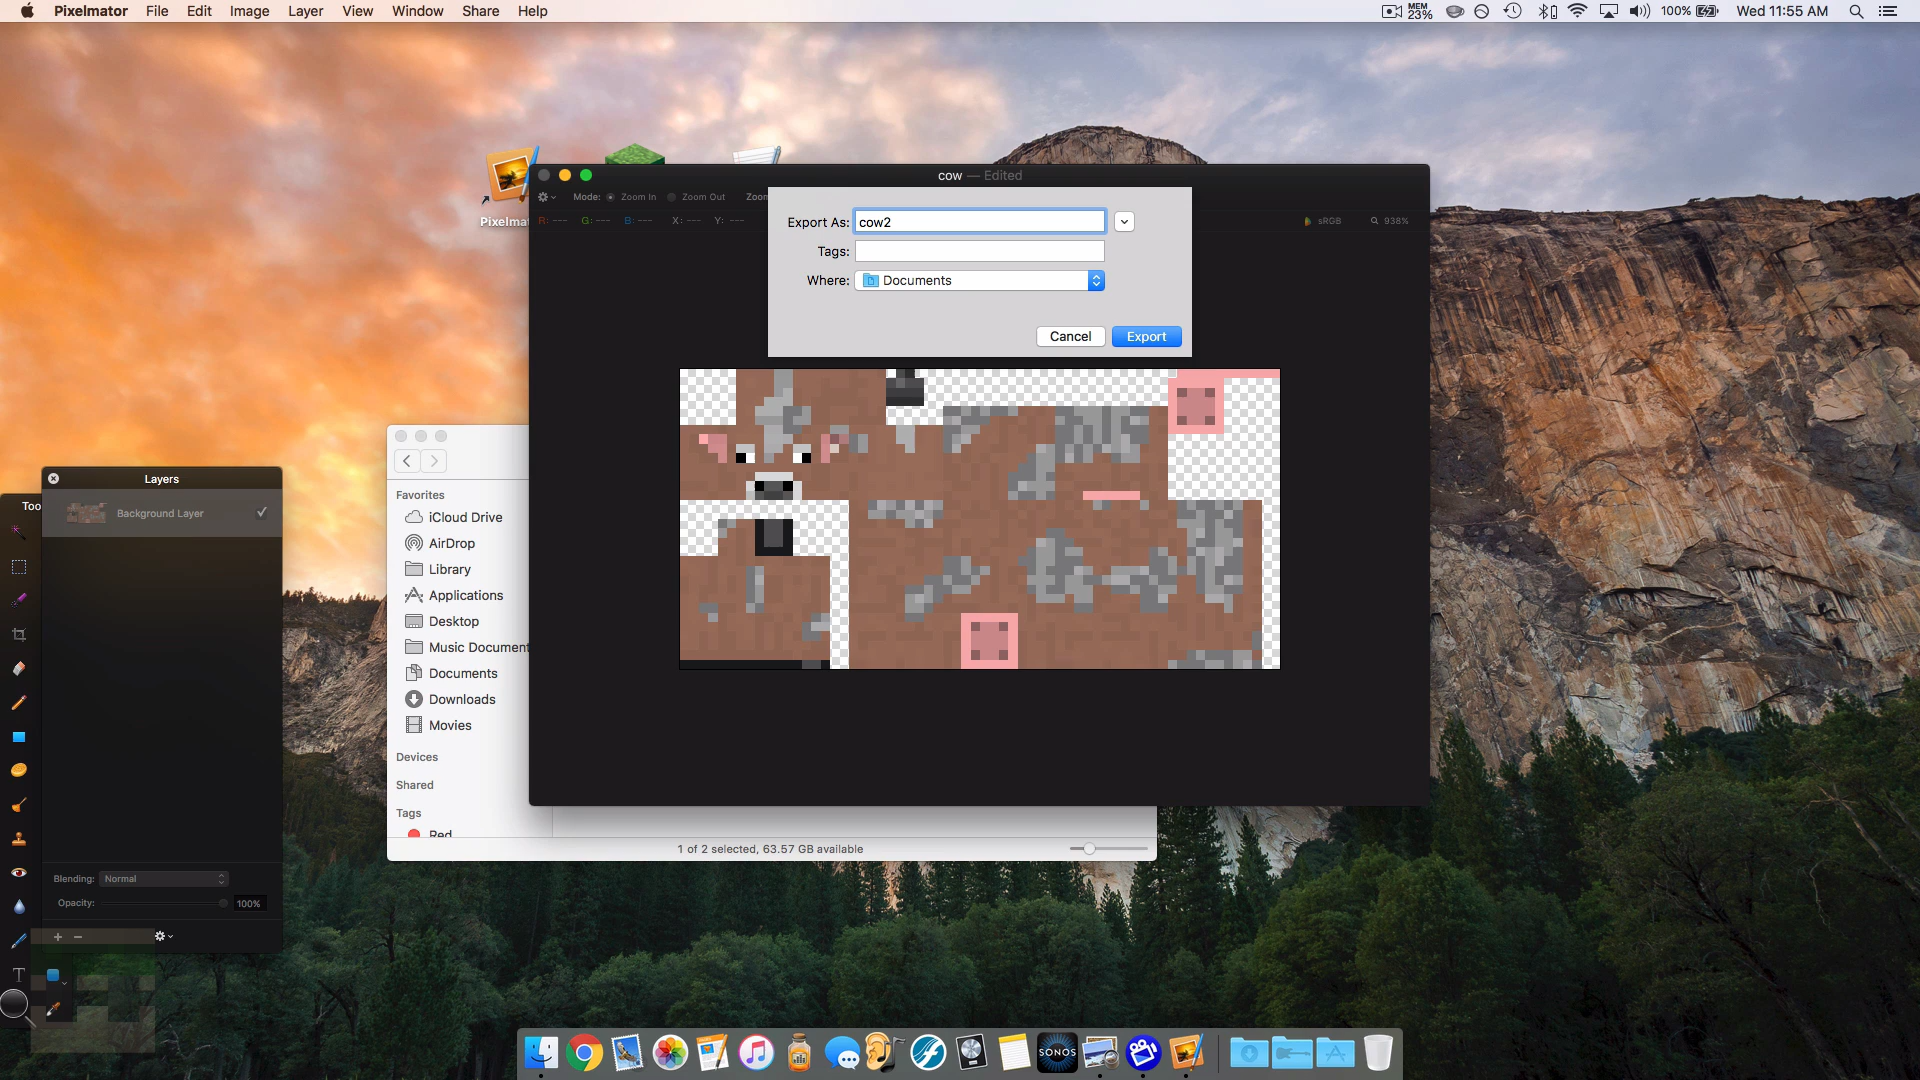 Pixelmator File Edit Image Layer View Window Share Help
MEM 23% 100% Wed 11:55 AM
Pixelmat
cow — Edited
Mode: Zoom In Zoom Out Zoom
R: --- G: --- B: --- X: --- Y: ---
sRGB 938%
Export As: cow2
Tags:
Where: Documents
Cancel Export
Favorites
iCloud Drive
AirDrop
Library
Applications
Desktop
Music Document
Documents
Downloads
Movies
Devices
Shared
Tags
Red
1 of 2 selected, 63.57 GB available
Too
Layers
Background Layer
Blending: Normal
Opacity: 100%
T
SONOS